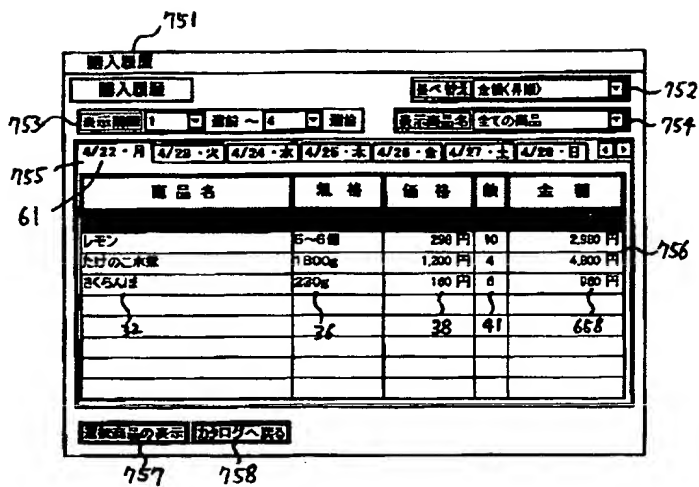 751
購入履歴
購入履歴
並べ替え 金額(昇順)
752
753
表示期間 1 週前 ～ 4 週前
表示商品名 全ての商品
754
4/22・月 4/23・火 4/24・水 4/25・木 4/26・金 4/27・土 4/28・日
755
61
商品名 規格 価格 数 金額
レモン 5～6個 298円 10 2,980円
756
たけのこ水煮 1800g 1,200円 4 4,800円
さくらんぼ 230g 160円 6 960円
32 36 38 41 658
選択商品の表示 カタログへ戻る
757 758